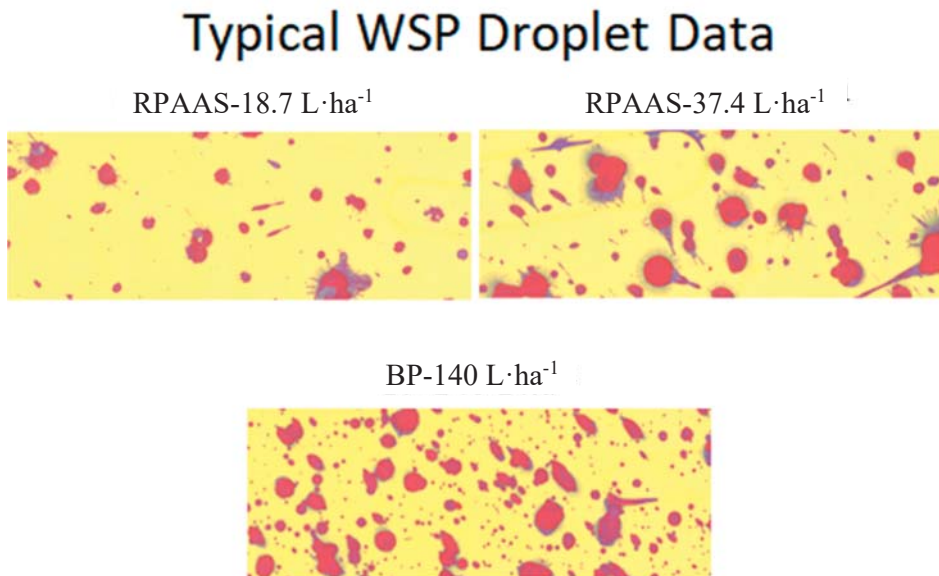 Typical WSP Droplet Data
RPAAS-18.7 L·ha⁻¹
RPAAS-37.4 L·ha⁻¹
BP-140 L·ha⁻¹